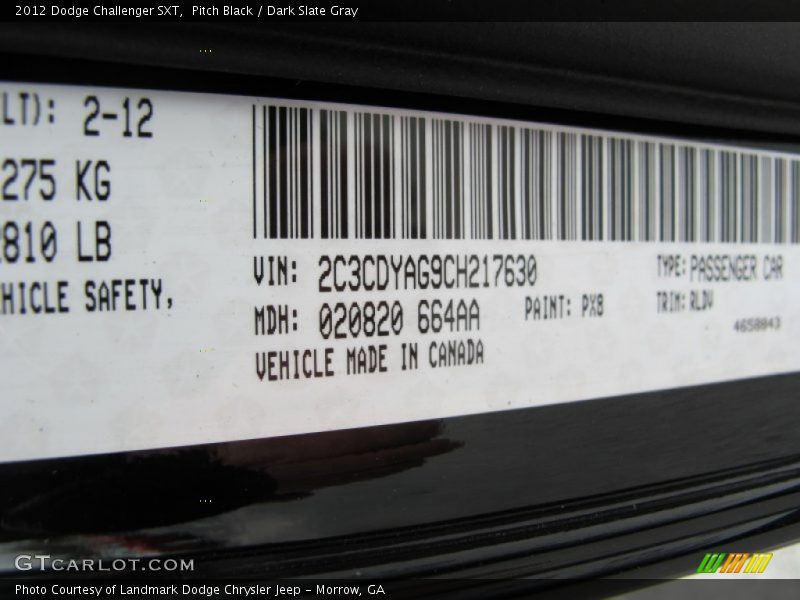 2012 Dodge Challenger SXT,  Pitch Black / Dark Slate Gray
LT): 2-12
275 KG
810 LB
HICLE SAFETY,
VIN: 2C3CDYAG9CH217630
TYPE: PASSENGER CAR
MDH: 020820 664AA
PAINT: PX8
TRIM: RLDV
4658043
VEHICLE MADE IN CANADA
GTCARLOT.COM
Photo Courtesy of Landmark Dodge Chrysler Jeep - Morrow, GA